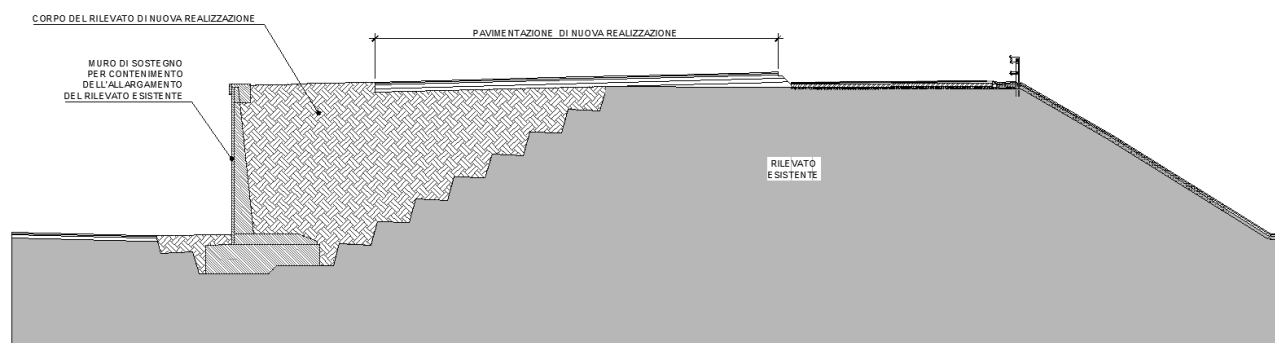 CORPO DEL RILEVATO DI NUOVA REALIZZAZIONE
PAVIMENTAZIONE DI NUOVA REALIZZAZIONE
MURO DI SOSTEGNO
PER CONTENIMENTO
DELL'ALLARGAMENTO
DEL RILEVATO ESISTENTE
RILEVATO
ESISTENTE